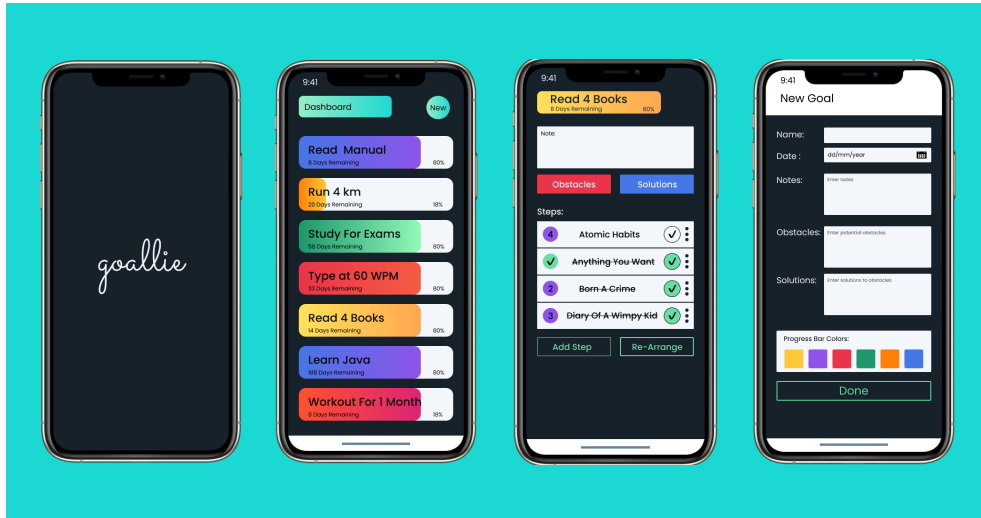 goallie
9:41
Dashboard
New
Read Manual
8 Days Remaining 80%
Run 4 km
20 Days Remaining 18%
Study For Exams
58 Days Remaining 80%
Type at 60 WPM
33 Days Remaining 80%
Read 4 Books
14 Days Remaining 80%
Learn Java
188 Days Remaining 80%
Workout For 1 Month
8 Days Remaining 18%
9:41
Read 4 Books
8 Days Remaining 80%
Note:
Obstacles Solutions
Steps:
4 Atomic Habits
Anything You Want
2 Born A Crime
3 Diary Of A Wimpy Kid
Add Step Re-Arrange
9:41
New Goal
Name:
Date : dd/mm/year
Notes: Enter notes
Obstacles: Enter potential obstacles
Solutions: Enter solutions to obstacles
Progress Bar Colors:
Done